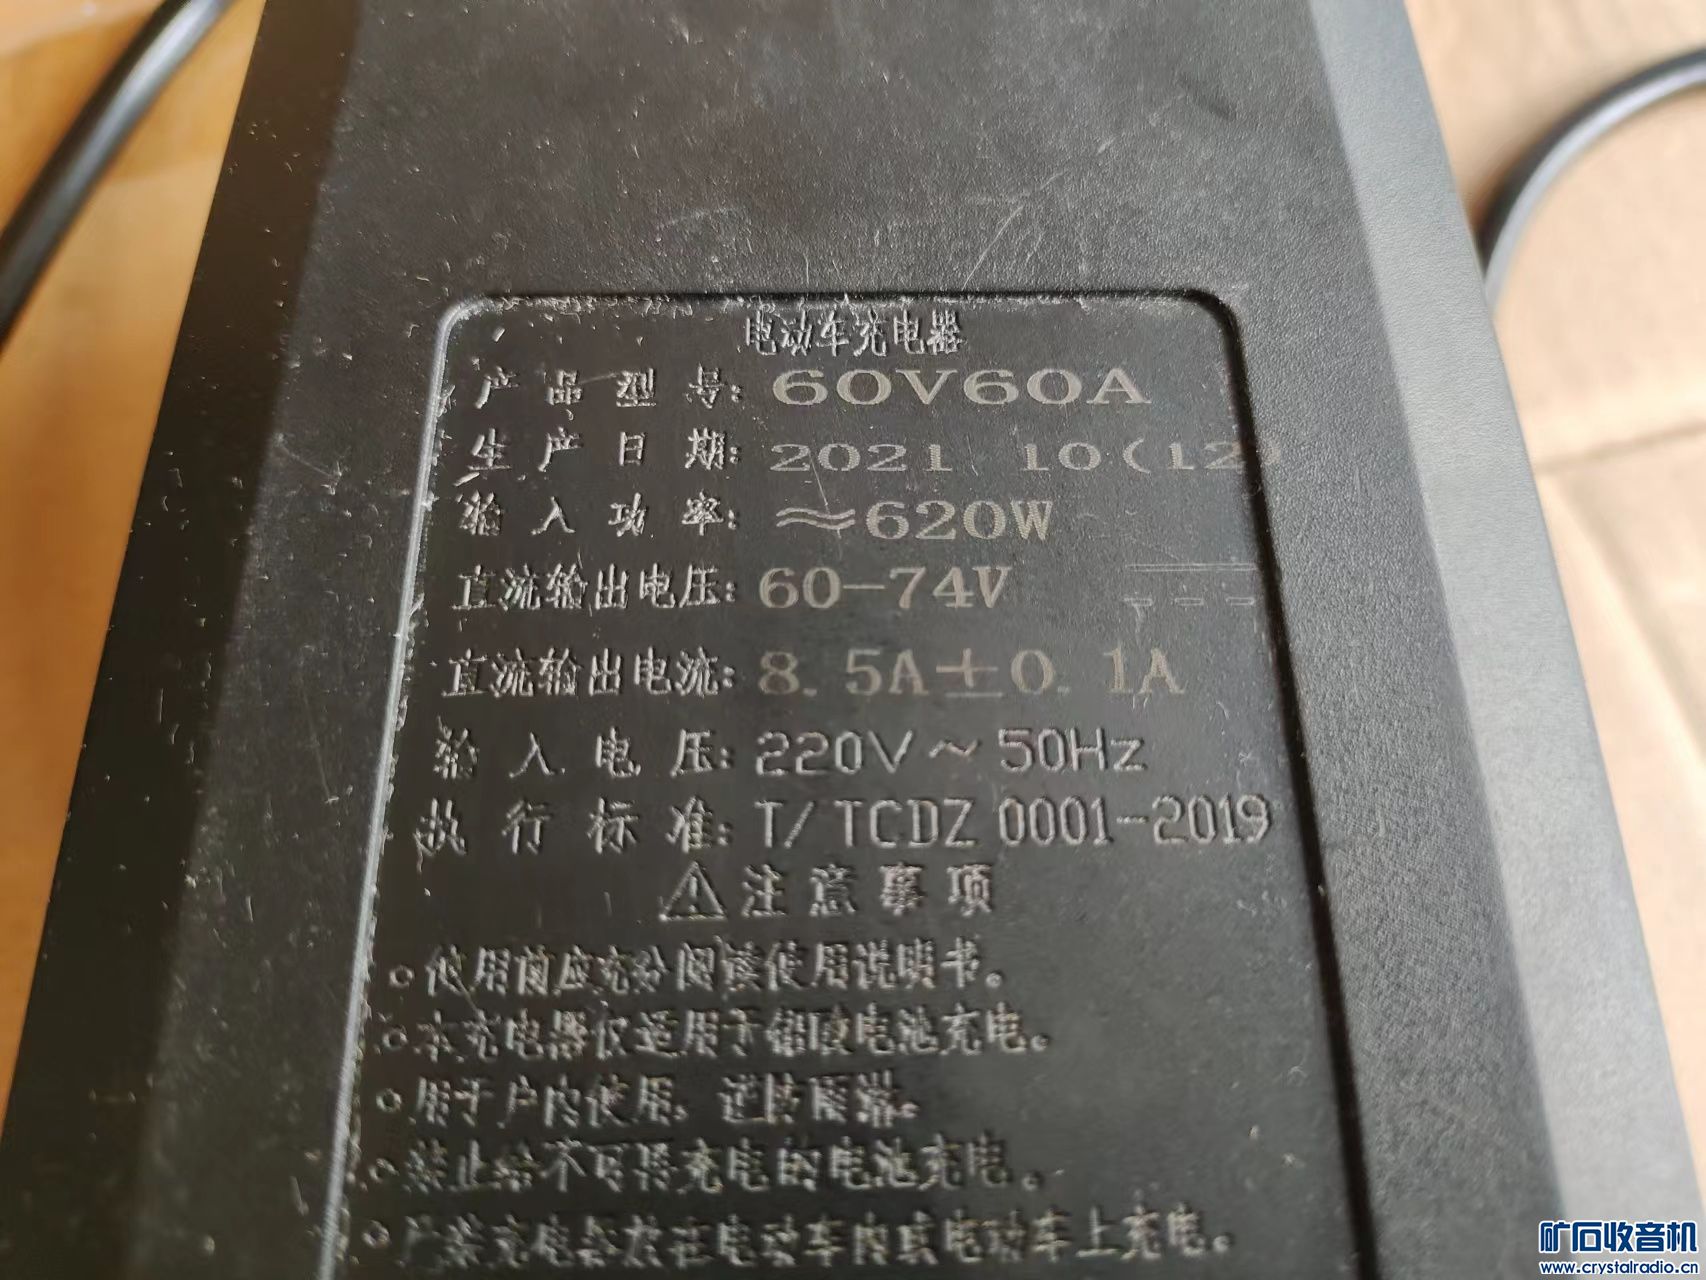 电动车充电器
产品型号: 60V60A
生产日期: 2021 10(12)
输入功率: ≈620W
直流输出电压: 60-74V
直流输出电流: 8.5A±0.1A
输入电压: 220V~50Hz
执行标准: T/TCDZ 0001-2019
⚠注意事项
○使用前应充分阅读使用说明书。
○本充电器仅适用于铅酸电池充电。
○用于户内使用,
○禁止给不可再充电的电池充电。
○严禁充电器放在电动车内或电动车上充电。
矿石收音机
www.crystalradio.cn